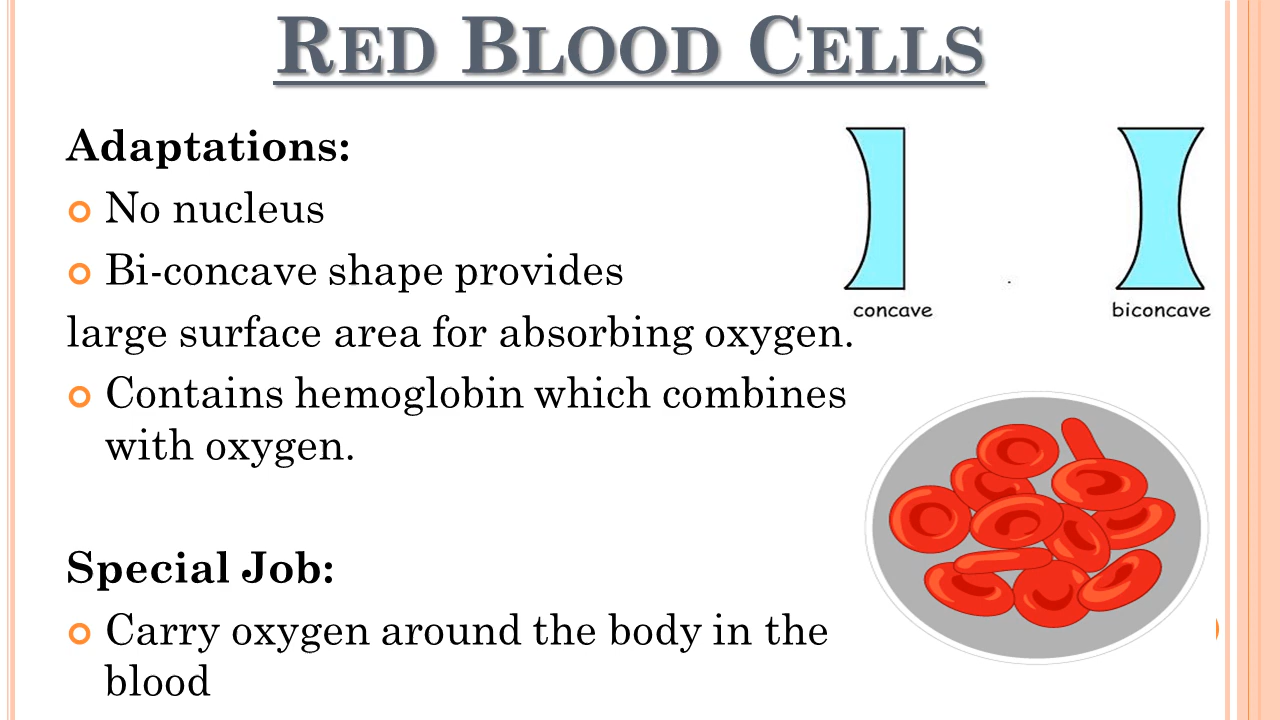 RED BLOOD CELLS
Adaptations:
No nucleus
Bi-concave shape provides
large surface area for absorbing oxygen.
Contains hemoglobin which combines
with oxygen.
concave
biconcave
Special Job:
Carry oxygen around the body in the
blood